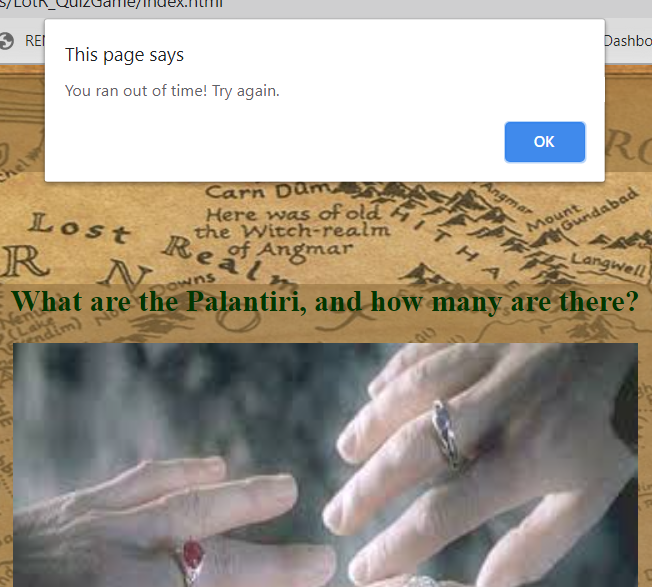 s/LotR_QuizGame/index.html
Dashbo
This page says
You ran out of time! Try again.
OK
Carn Dûm
Angmar
Mount
Gundabad
Here was of old
the Witch-realm
of Angmar
Lost
Realm
HITHAE
Langwell
R N
Downs
What are the Palantiri, and how many are there?